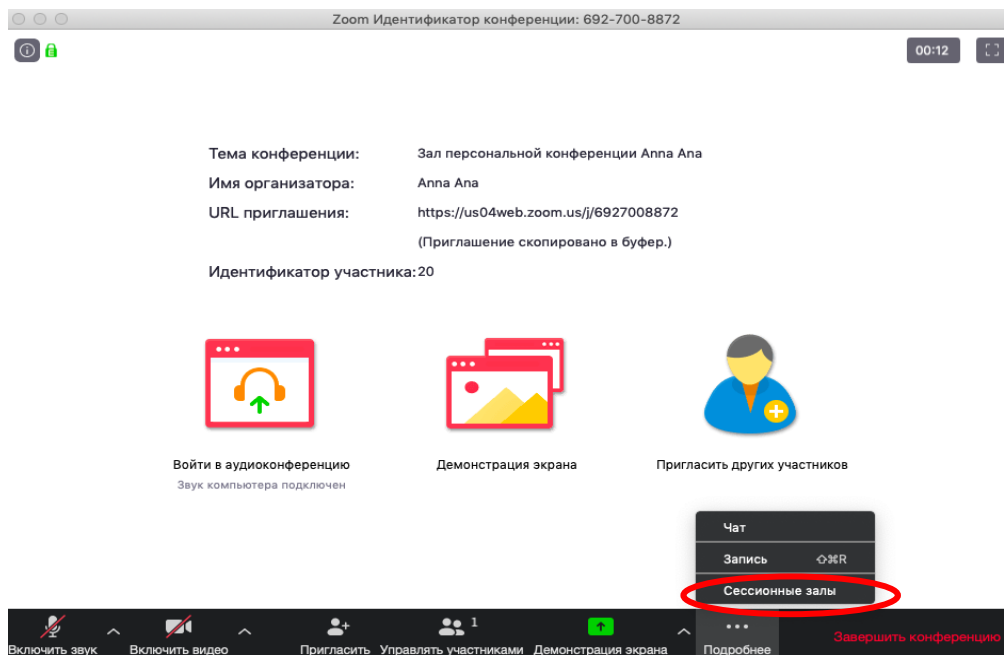 Zoom Идентификатор конференции: 692-700-8872
00:12
Тема конференции: Зал персональной конференции Anna Ana
Имя организатора: Anna Ana
URL приглашения: https://us04web.zoom.us/j/6927008872
(Приглашение скопировано в буфер.)
Идентификатор участника: 20
Войти в аудиоконференцию
Звук компьютера подключен
Демонстрация экрана
Пригласить других участников
Чат
Запись ⇧⌘R
Сессионные залы
Включить звук Включить видео Пригласить Управлять участниками 1 Демонстрация экрана Подробнее Завершить конференцию